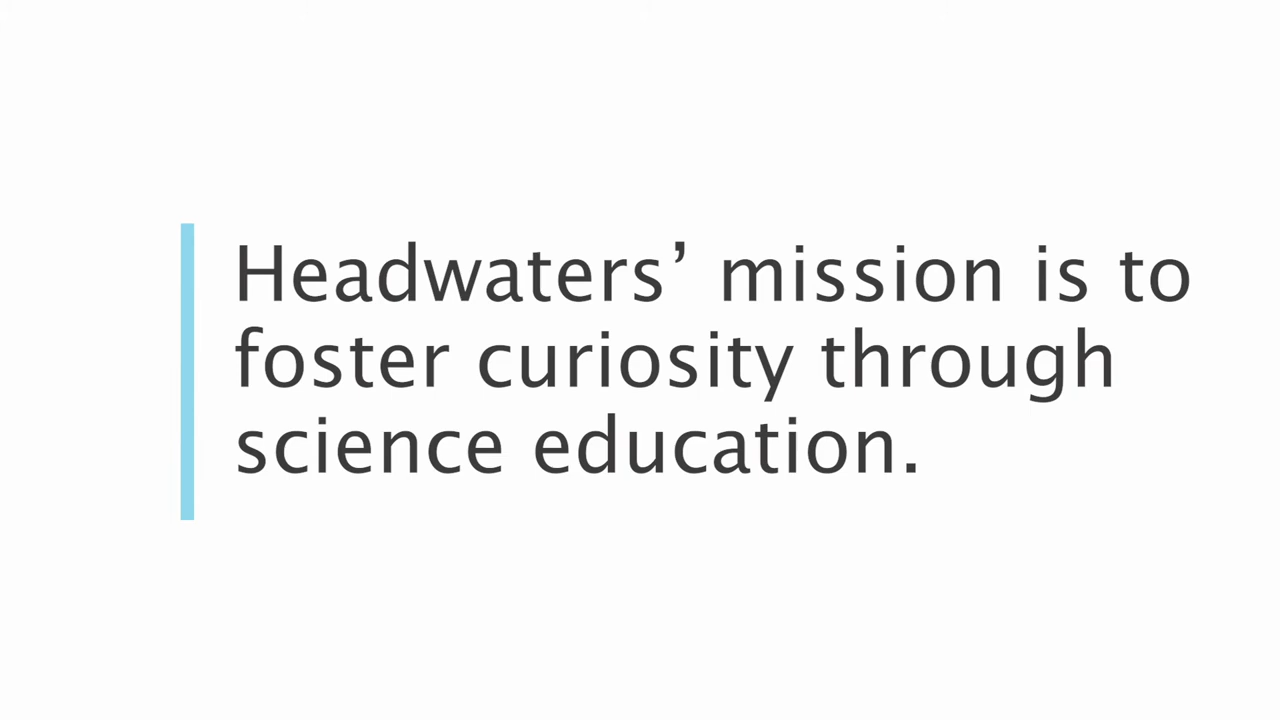 Headwaters’ mission is to
foster curiosity through
science education.